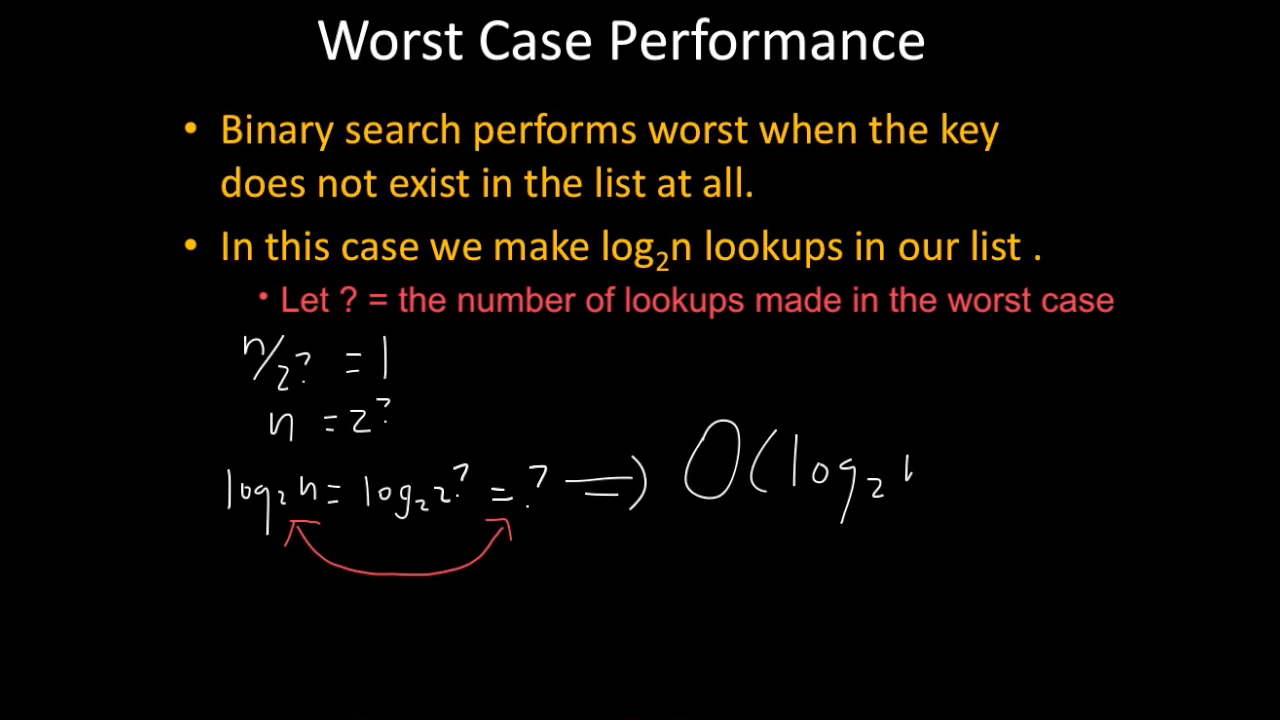 Worst Case Performance
• Binary search performs worst when the key
does not exist in the list at all.
• In this case we make log₂n lookups in our list .
• Let ? = the number of lookups made in the worst case
n/2^? = 1
n = 2^?
log₂n = log₂2^? = ? ⇒ O(log₂